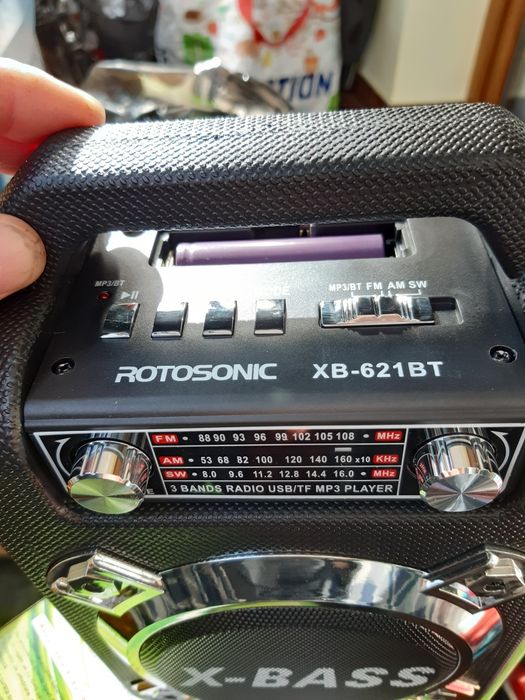 MP3/BT
MP3/BT FM AM SW
ROTOSONIC XB-621BT
FM • 88 90 93 96 99 102 105 108 • MHz
AM • 53 68 82 100 120 140 160 x10 KHz
SW • 8.0 9.6 11.2 12.8 14.4 16.0 • MHz
3 BANDS RADIO USB/TF MP3 PLAYER
X-BASS